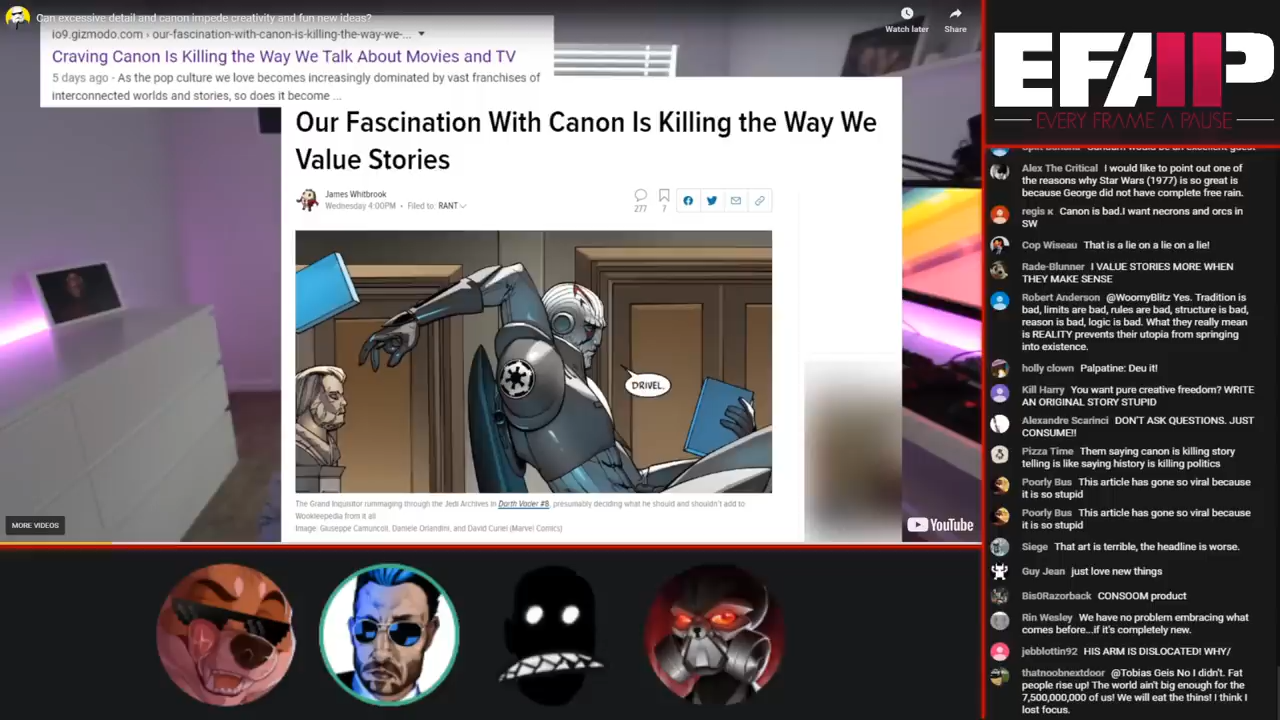 Can excessive detail and canon impede creativity and fun new ideas?
io9.gizmodo.com › our-fascination-with-canon-is-killing-the-way-we-...
Craving Canon Is Killing the Way We Talk About Movies and TV
5 days ago - As the pop culture we love becomes increasingly dominated by vast franchises of
interconnected worlds and stories, so does it become ...
Watch later
Share
Our Fascination With Canon Is Killing the Way We
Value Stories
James Whitbrook
Wednesday 4:00PM • Filed to: RANT
277
7
DRIVEL.
The Grand Inquisitor rummaging through the Jedi Archives in Darth Vader #6, presumably deciding what he should and shouldn't add to
Wookieepedia from it all
Image: Giuseppe Camuncoli, Daniele Orlandini, and David Curiel (Marvel Comics)
MORE VIDEOS
YouTube
EFAP
EVERY FRAME A PAUSE
Alex The Critical I would like to point out one of
the reasons why Star Wars (1977) is so great is
because George did not have complete free rain.
regis к Canon is bad.I want necrons and orcs in
SW
Cop Wiseau That is a lie on a lie on a lie!
Rade-Blunner I VALUE STORIES MORE WHEN
THEY MAKE SENSE
Robert Anderson @WoomyBlitz Yes. Tradition is
bad, limits are bad, rules are bad, structure is bad,
reason is bad, logic is bad. What they really mean
is REALITY prevents their utopia from springing
into existence.
holly clown Palpatine: Deu it!
Kill Harry You want pure creative freedom? WRITE
AN ORIGINAL STORY STUPID
Alexandre Scarinci DON'T ASK QUESTIONS. JUST
CONSUME!!
Pizza Time Them saying canon is killing story
telling is like saying history is killing politics
Poorly Bus This article has gone so viral because
it is so stupid
Poorly Bus This article has gone so viral because
it is so stupid
Siege That art is terrible, the headline is worse.
Guy Jean just love new things
Bis0Razorback CONSOOM product
Rin Wesley We have no problem embracing what
comes before...if it's completely new.
jebblottin92 HIS ARM IS DISLOCATED! WHY/
thatnoobnextdoor @Tobias Geis No I didn't. Fat
people rise up! The world ain't big enough for the
7,500,000,000 of us! We will eat the thins! I think I
lost focus.